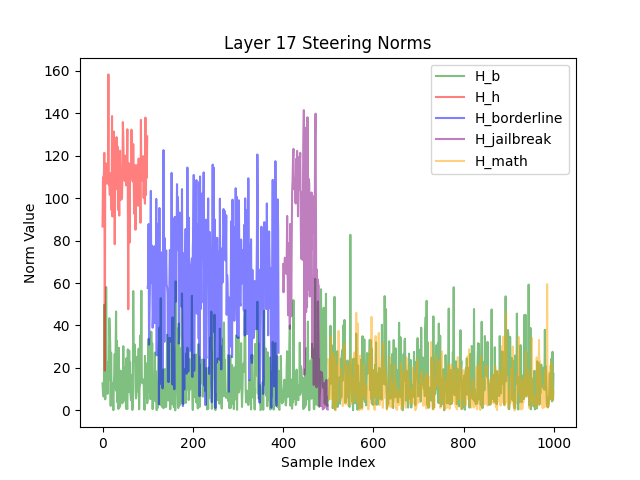 Layer 17 Steering Norms
H_b
H_h
H_borderline
H_jailbreak
H_math
Norm Value
160
140
120
100
80
60
40
20
0
0 200 400 600 800 1000
Sample Index